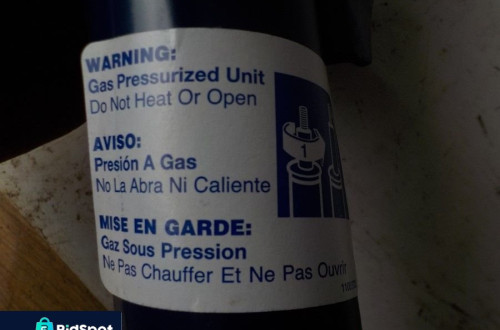 WARNING:
Gas Pressurized Unit
Do Not Heat Or Open
1
AVISO:
Presión A Gas
No La Abra Ni Caliente
MISE EN GARDE:
Gaz Sous Pression
Ne Pas Chauffer Et Ne Pas Ouvrir
BidSpot